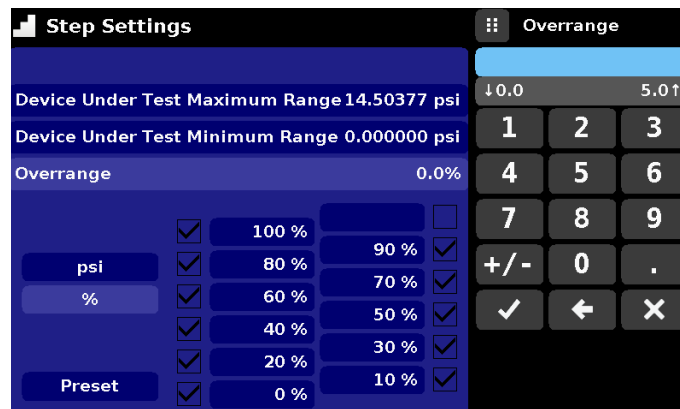 Step Settings
Overrange
Device Under Test Maximum Range 14.50377 psi
↓0.0 5.0↑
Device Under Test Minimum Range 0.000000 psi
Overrange 0.0%
1 2 3
4 5 6
7 8 9
+/- 0 .
100 %
90 %
psi
80 %
70 %
%
60 %
50 %
40 %
30 %
20 %
Preset
10 %
0 %